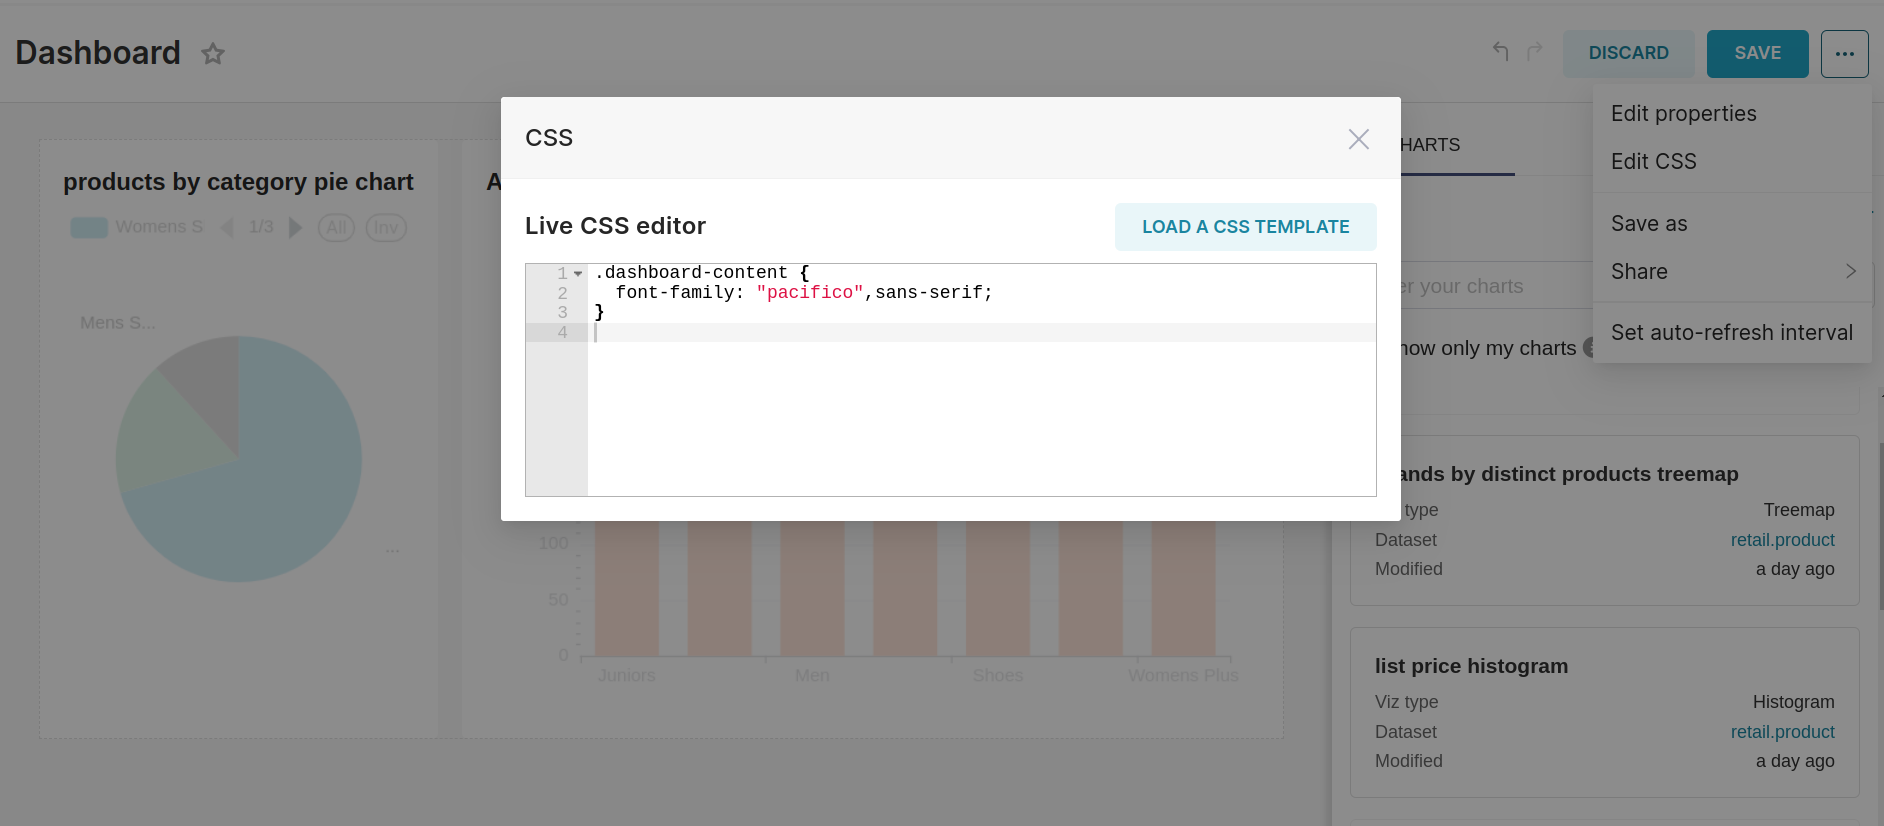 Dashboard
DISCARD
SAVE
Edit properties
Edit CSS
Save as
Share
Set auto-refresh interval
CSS
Live CSS editor
LOAD A CSS TEMPLATE
1 .dashboard-content {
2 font-family: "pacifico",sans-serif;
3 }
4
products by category pie chart
Womens S
1/3
All
Inv
Mens S...
...
A
100
50
0
Juniors
Men
Shoes
Womens Plus
HARTS
er your charts
now only my charts
ands by distinct products treemap
type
Treemap
Dataset
retail.product
Modified
a day ago
list price histogram
Viz type
Histogram
Dataset
retail.product
Modified
a day ago